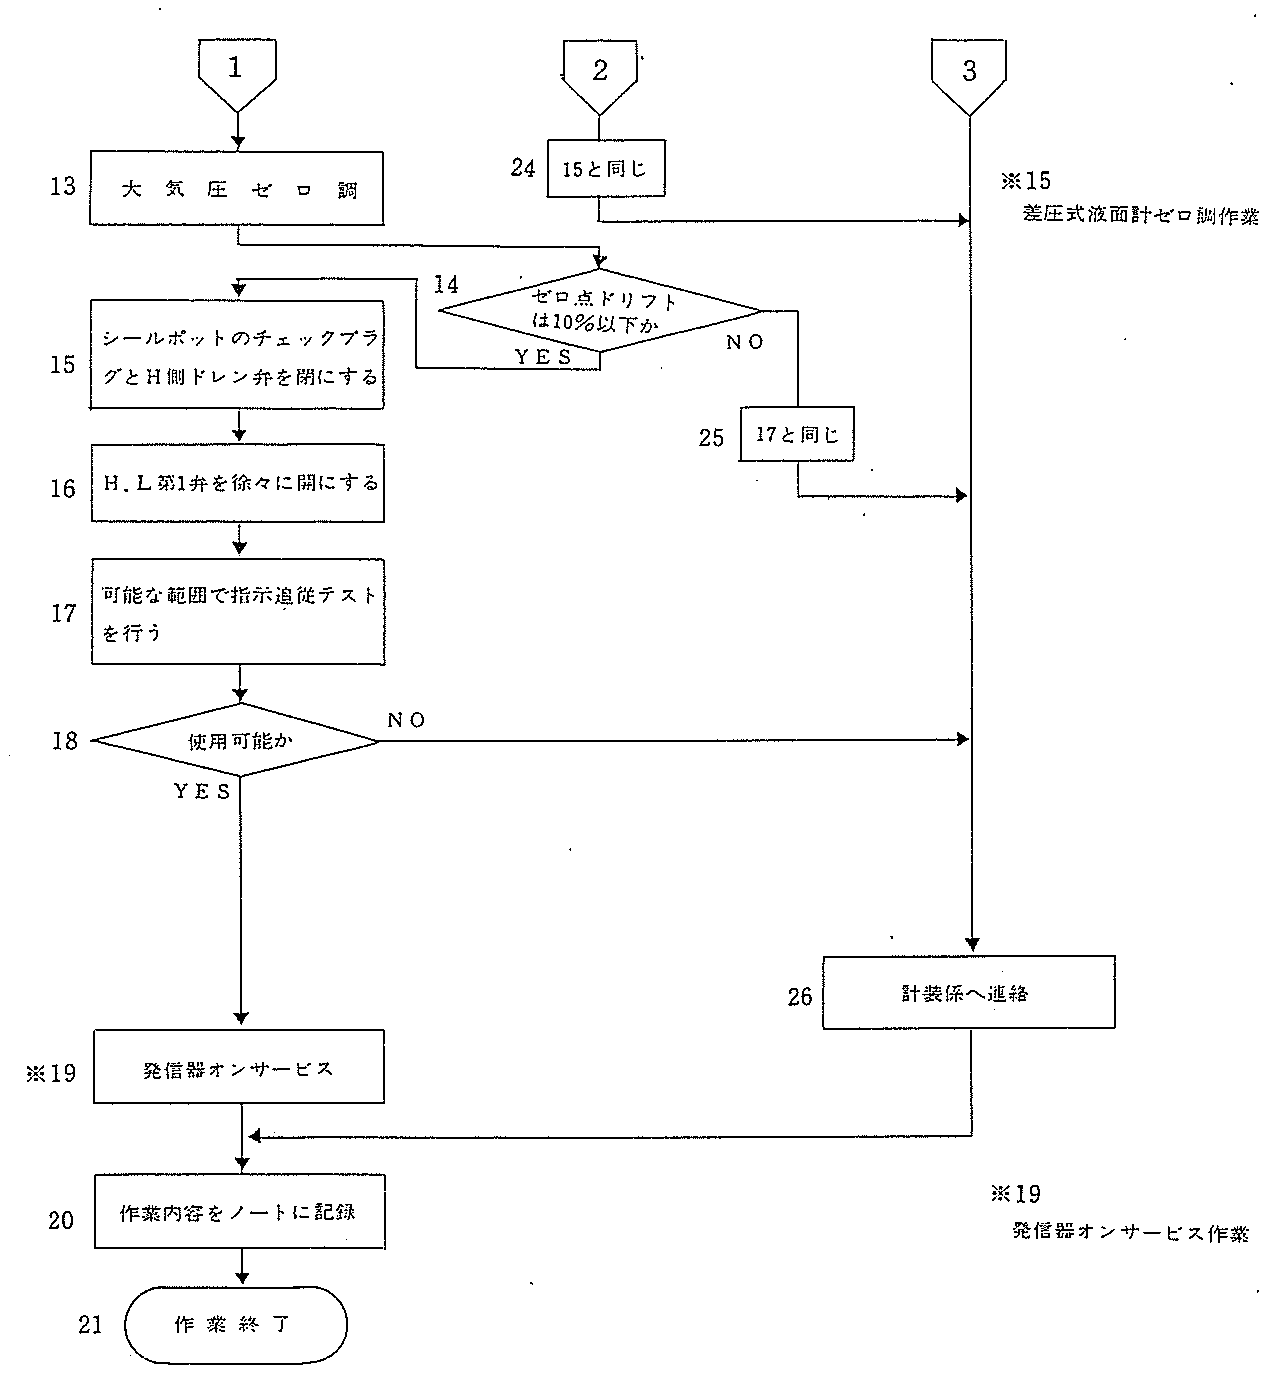 1
2
3
24
15と同じ
13
大気圧ゼロ調
※15
差圧式液面計ゼロ調作業
14
ゼロ点ドリフト
は10%以下か
YES
NO
15
シールポットのチェックプラ
グとH側ドレン弁を閉にする
25
17と同じ
16
H.L第1弁を徐々に開にする
17
可能な範囲で指示追従テスト
を行う
18
使用可能か
NO
YES
26
計装係へ連絡
※19
発信器オンサービス
20
作業内容をノートに記録
※19
発信器オンサービス作業
21
作業終了